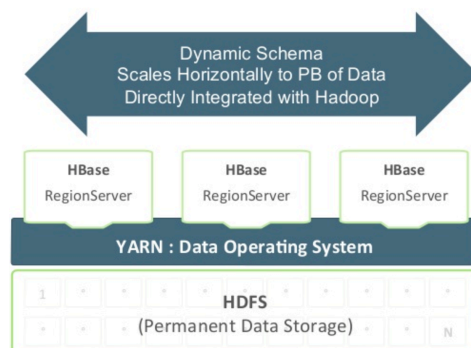 Dynamic Schema
Scales Horizontally to PB of Data
Directly Integrated with Hadoop
HBase HBase HBase
RegionServer RegionServer RegionServer
YARN : Data Operating System
1
HDFS
(Permanent Data Storage)
N